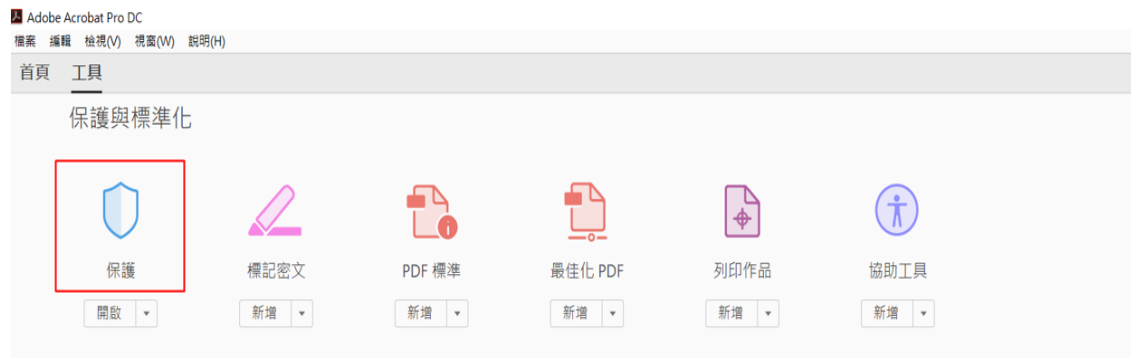 Adobe Acrobat Pro DC
檔案 編輯 檢視(V) 視窗(W) 說明(H)
首頁 工具
保護與標準化
保護 標記密文 PDF 標準 最佳化 PDF 列印作品 協助工具
開啟 新增 新增 新增 新增 新增